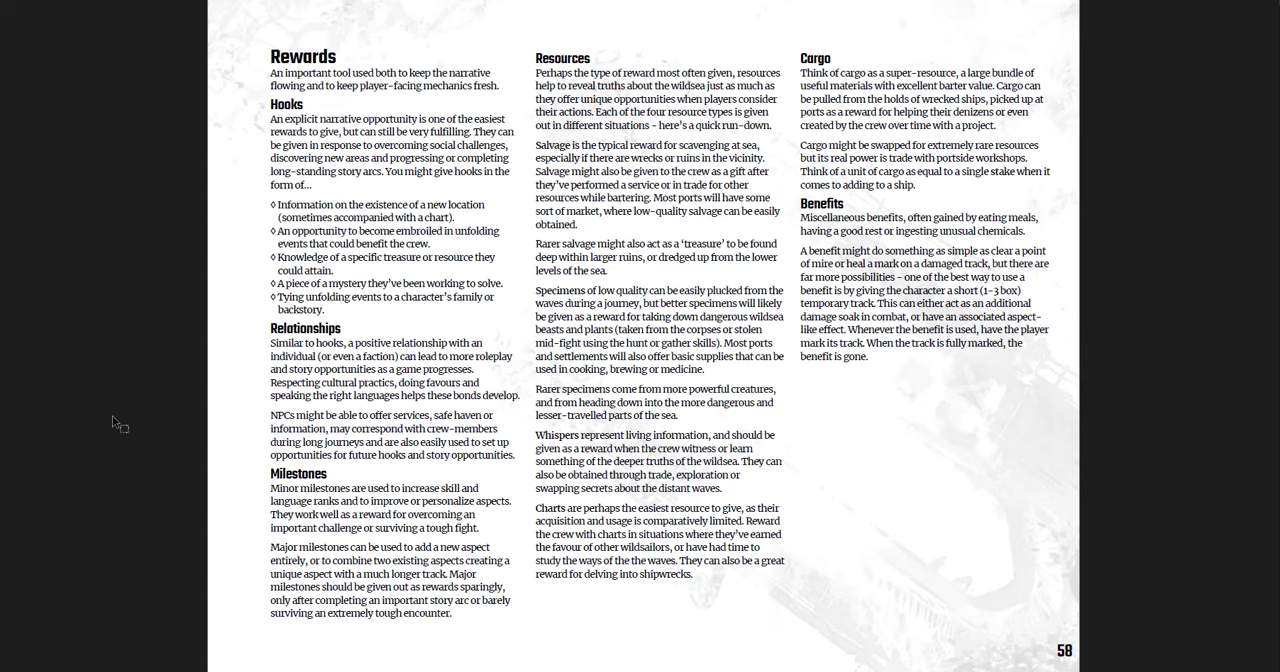 Rewards
An important tool used both to keep the narrative
flowing and to keep player-facing mechanics fresh.
Hooks
An explicit narrative opportunity is one of the easiest
rewards to give, but can still be very fulfilling. They can
be given in response to overcoming social challenges,
discovering new areas and progressing or completing
long-standing story arcs. You might give hooks in the
form of...
◊ Information on the existence of a new location
(sometimes accompanied with a chart).
◊ An opportunity to become embroiled in unfolding
events that could benefit the crew.
◊ Knowledge of a specific treasure or resource they
could attain.
◊ A piece of a mystery they've been working to solve.
◊ Tying unfolding events to a character's family or
backstory.
Relationships
Similar to hooks, a positive relationship with an
individual (or even a faction) can lead to more roleplay
and story opportunities as a game progresses.
Respecting cultural practics, doing favours and
speaking the right languages helps these bonds develop.
NPCs might be able to offer services, safe haven or
information, may correspond with crew-members
during long journeys and are also easily used to set up
opportunities for future hooks and story opportunities.
Milestones
Minor milestones are used to increase skill and
language ranks and to improve or personalize aspects.
They work well as a reward for overcoming an
important challenge or surviving a tough fight.
Major milestones can be used to add a new aspect
entirely, or to combine two existing aspects creating a
unique aspect with a much longer track. Major
milestones should be given out as rewards sparingly,
only after completing an important story arc or barely
surviving an extremely tough encounter.
Resources
Perhaps the type of reward most often given, resources
help to reveal truths about the wildsea just as much as
they offer unique opportunities when players consider
their actions. Each of the four resource types is given
out in different situations - here's a quick run-down.
Salvage is the typical reward for scavenging at sea,
especially if there are wrecks or ruins in the vicinity.
Salvage might also be given to the crew as a gift after
they've performed a service or in trade for other
resources while bartering. Most ports will have some
sort of market, where low-quality salvage can be easily
obtained.
Rarer salvage might also act as a 'treasure' to be found
deep within larger ruins, or dredged up from the lower
levels of the sea.
Specimens of low quality can be easily plucked from the
waves during a journey, but better specimens will likely
be given as a reward for taking down dangerous wildsea
beasts and plants (taken from the corpses or stolen
mid-fight using the hunt or gather skills). Most ports
and settlements will also offer basic supplies that can be
used in cooking, brewing or medicine.
Rarer specimens come from more powerful creatures,
and from heading down into the more dangerous and
lesser-travelled parts of the sea.
Whispers represent living information, and should be
given as a reward when the crew witness or learn
something of the deeper truths of the wildsea. They can
also be obtained through trade, exploration or
swapping secrets about the distant waves.
Charts are perhaps the easiest resource to give, as their
acquisition and usage is comparatively limited. Reward
the crew with charts in situations where they've earned
the favour of other wildsailors, or have had time to
study the ways of the the waves. They can also be a great
reward for delving into shipwrecks.
Cargo
Think of cargo as a super-resource, a large bundle of
useful materials with excellent barter value. Cargo can
be pulled from the holds of wrecked ships, picked up at
ports as a reward for helping their denizens or even
created by the crew over time with a project.
Cargo might be swapped for extremely rare resources
but its real power is trade with portside workshops.
Think of a unit of cargo as equal to a single stake when it
comes to adding to a ship.
Benefits
Miscellaneous benefits, often gained by eating meals,
having a good rest or ingesting unusual chemicals.
A benefit might do something as simple as clear a point
of mire or heal a mark on a damaged track, but there are
far more possibilities - one of the best way to use a
benefit is by giving the character a short (1-3 box)
temporary track. This can either act as an additional
damage soak in combat, or have an associated aspect-
like effect. Whenever the benefit is used, have the player
mark its track. When the track is fully marked, the
benefit is gone.
58